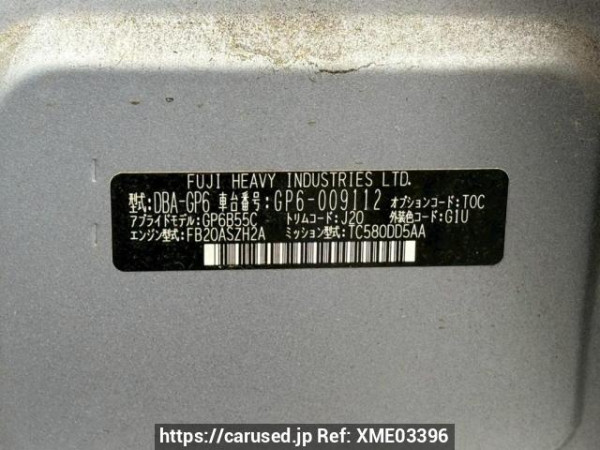 FUJI HEAVY INDUSTRIES LTD.
型式:DBA-GP6 車台番号:GP6-009112 オプションコード:TOC
アプライドモデル:GP6B55C トリムコード:J20 外装色コード:G1U
エンジン型式:FB20ASZH2A ミッション型式:TC580DD5AA
https://carused.jp Ref: XME03396